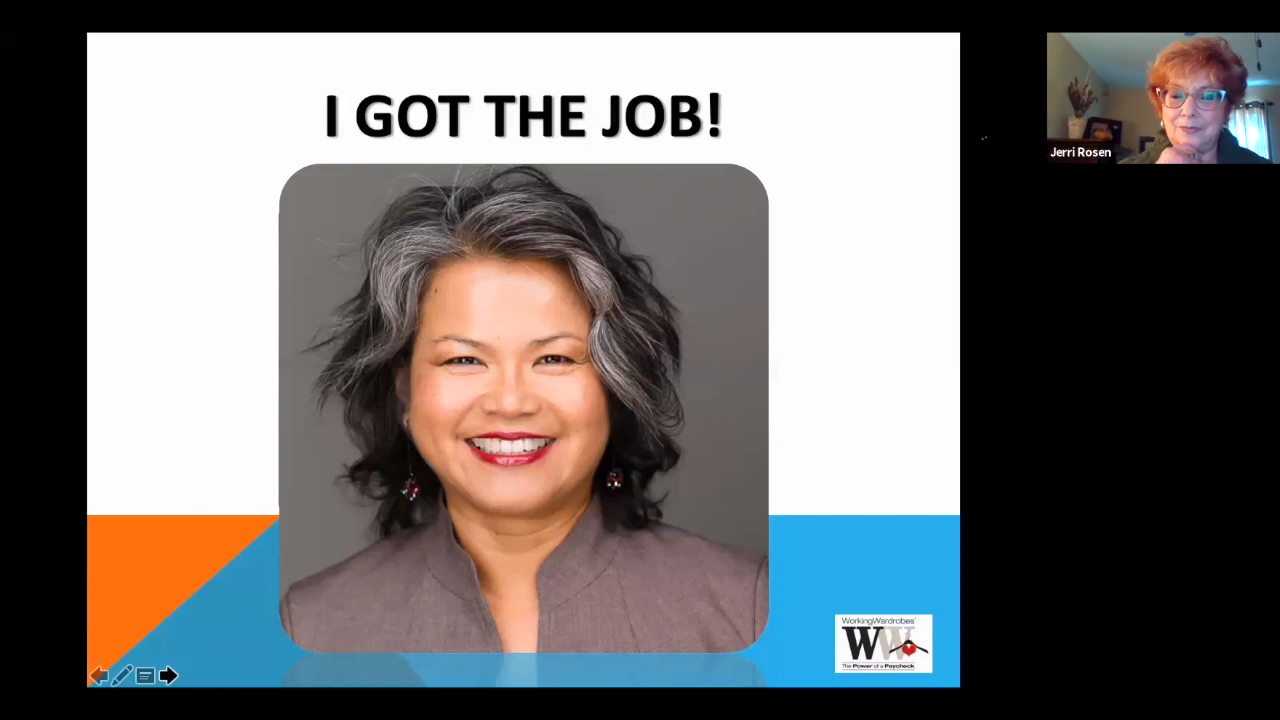 I GOT THE JOB!
Jerri Rosen
WorkingWardrobes
WW
The Power of a Paycheck